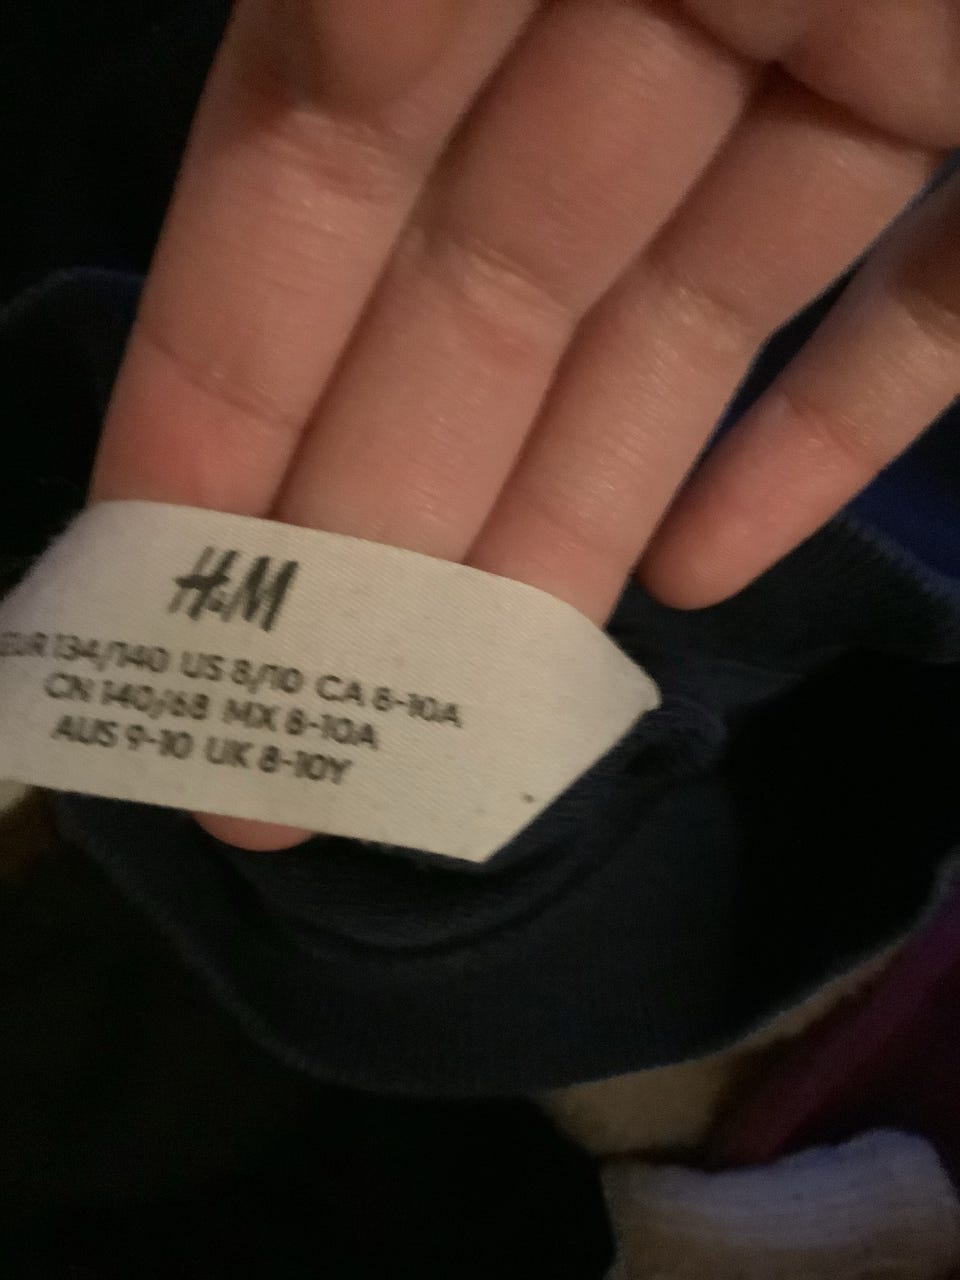 H&M
EUR 134/140 US 8/10 CA 8-10A
CN 140/68 MX 8-10A
AUS 9-10 UK 8-10Y